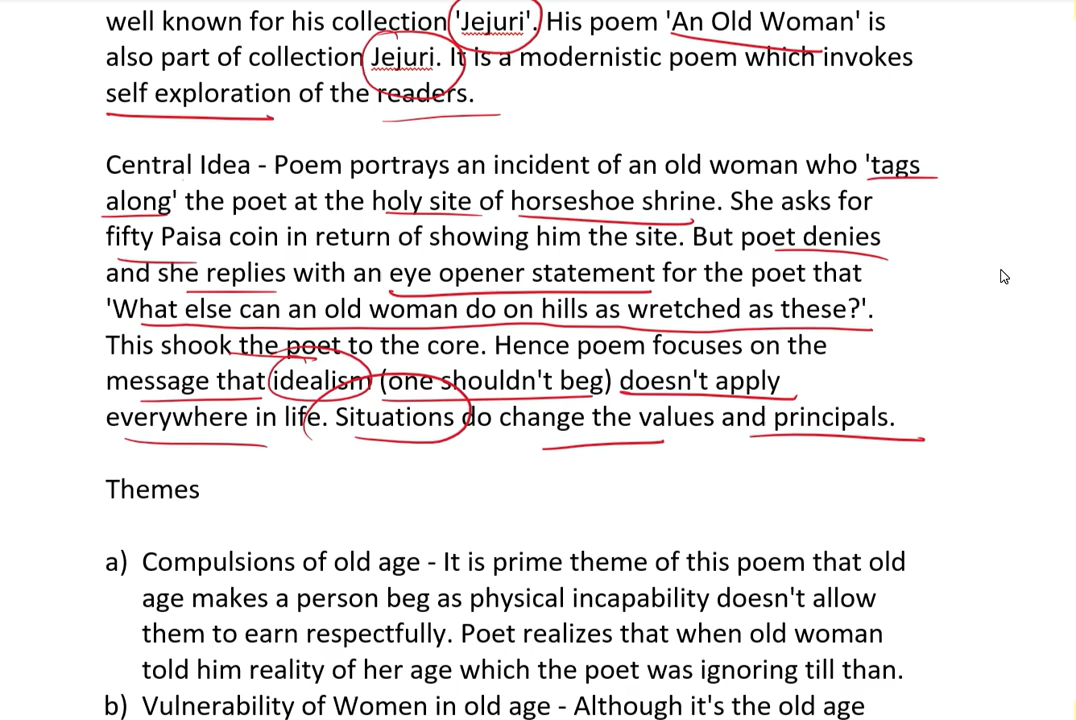 well known for his collection 'Jejuri'. His poem 'An Old Woman' is
also part of collection Jejuri. It is a modernistic poem which invokes
self exploration of the readers.
Central Idea - Poem portrays an incident of an old woman who 'tags
along' the poet at the holy site of horseshoe shrine. She asks for
fifty Paisa coin in return of showing him the site. But poet denies
and she replies with an eye opener statement for the poet that
'What else can an old woman do on hills as wretched as these?'.
This shook the poet to the core. Hence poem focuses on the
message that idealism (one shouldn't beg) doesn't apply
everywhere in life. Situations do change the values and principals.
Themes
a) Compulsions of old age - It is prime theme of this poem that old
age makes a person beg as physical incapability doesn't allow
them to earn respectfully. Poet realizes that when old woman
told him reality of her age which the poet was ignoring till than.
b) Vulnerability of Women in old age - Although it's the old age